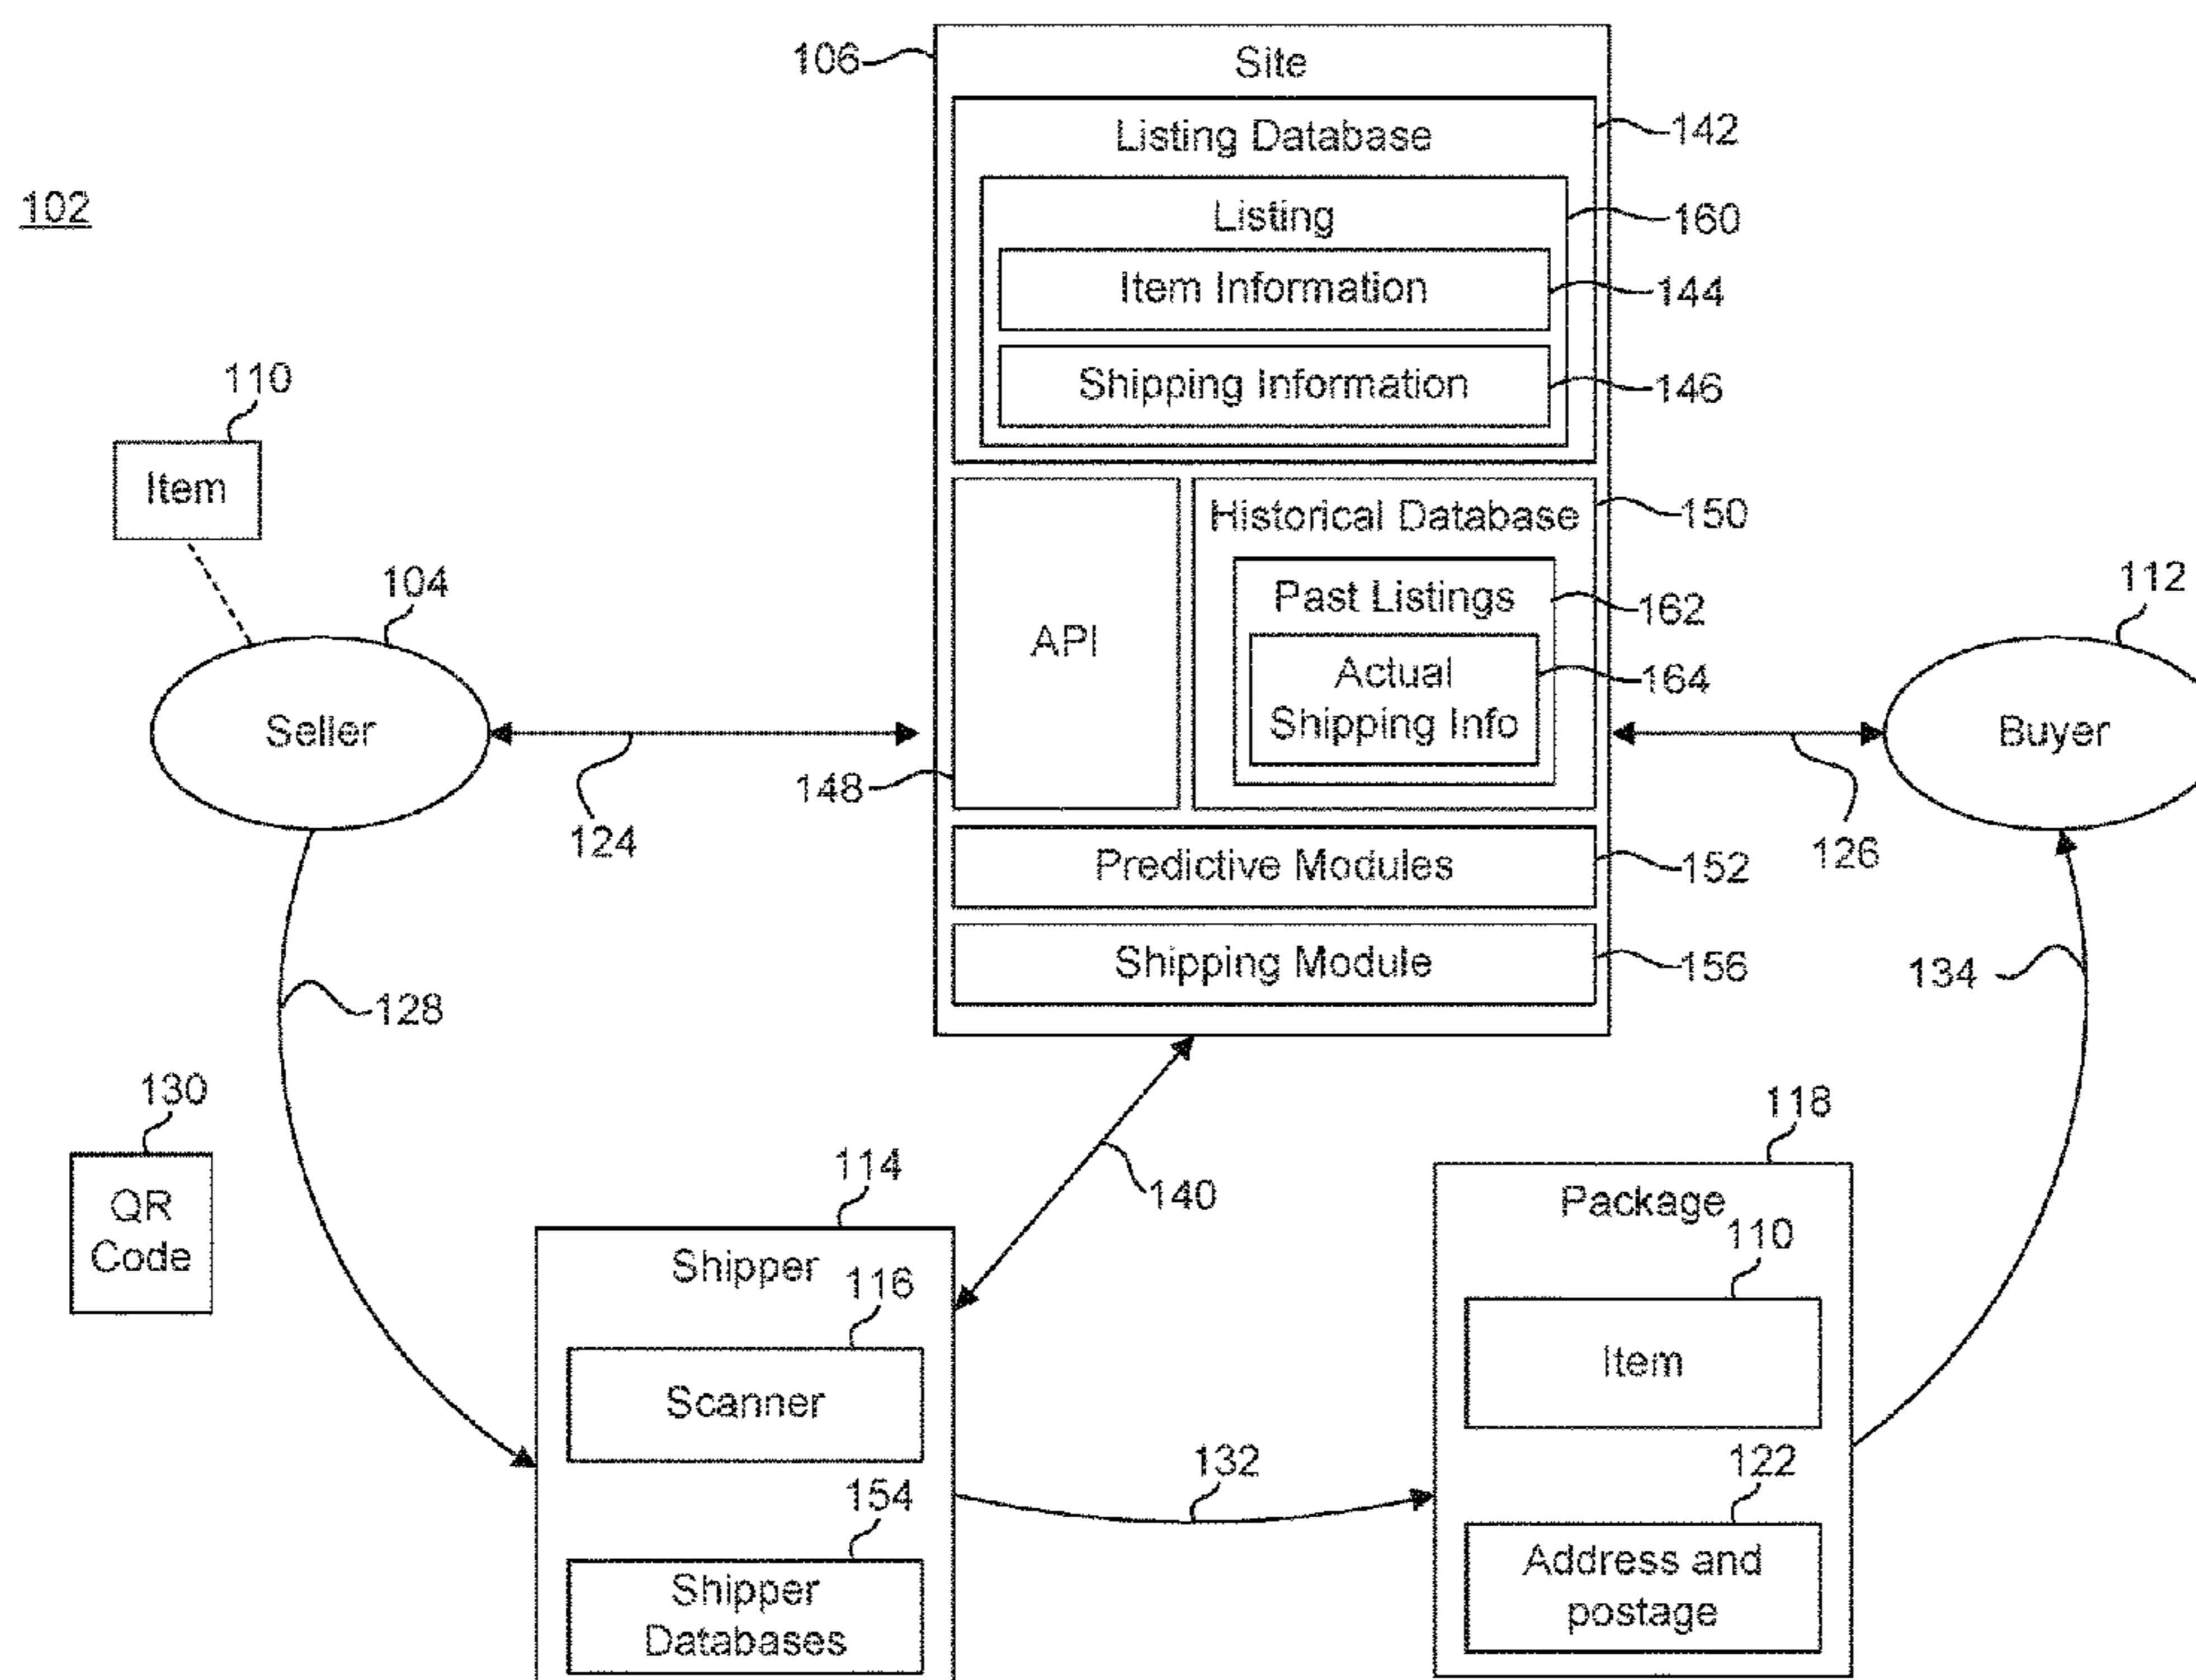 106
Site
Listing Database
142
102
Listing
160
Item Information
144
110
Shipping Information
146
Item
Historical Database
150
104
Past Listings
162
112
API
Actual
Shipping Info
164
Seller
Buyer
148
124
126
Predictive Modules
152
Shipping Module
156
134
128
130
118
QR
Code
114
140
Package
Shipper
110
116
Item
Scanner
132
122
154
Address and
postage
Shipper
Databases